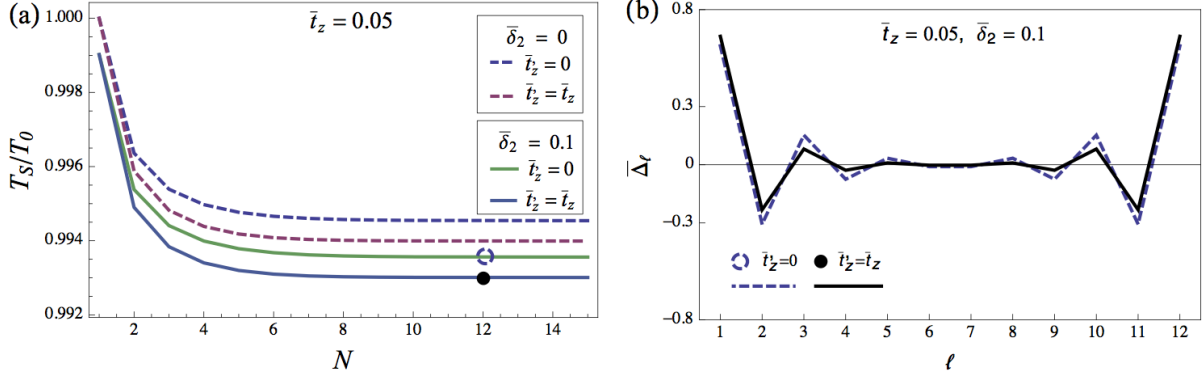 (a)
t̄z = 0.05
δ̄2 = 0
t̄'z = 0
t̄'z = t̄z
δ̄2 = 0.1
t̄'z = 0
t̄'z = t̄z
1.000
0.998
0.996
0.994
0.992
TS/T0
2
4
6
8
10
12
14
N
(b)
t̄z = 0.05, δ̄2 = 0.1
0.8
0.3
0
-0.3
-0.8
Δ̄ℓ
t̄'z=0
t̄'z=t̄z
1
2
3
4
5
6
7
8
9
10
11
12
ℓ